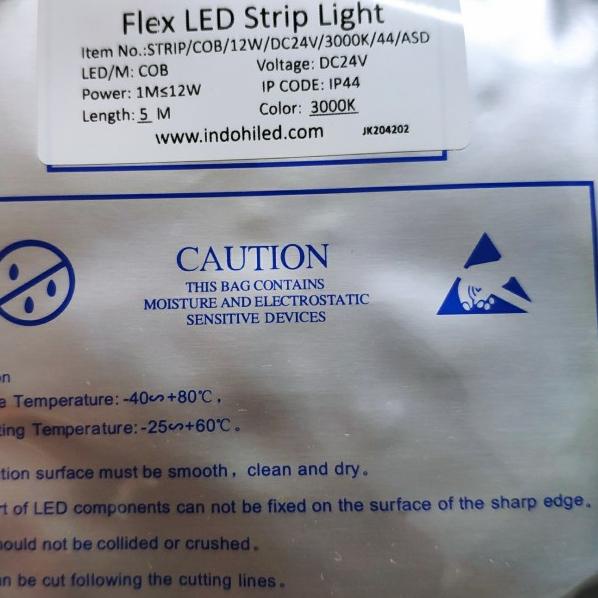 Flex LED Strip Light
Item No.:STRIP/COB/12W/DC24V/3000K/44/ASD
LED/M: COB
Voltage: DC24V
Power: 1M≤12W
IP CODE: IP44
Length: 5 M
Color: 3000K
www.indohiled.com
JK204202
CAUTION
THIS BAG CONTAINS
MOISTURE AND ELECTROSTATIC
SENSITIVE DEVICES
Temperature: -40∽+80℃,
Temperature: -25∽+60℃。
surface must be smooth, clean and dry。
of LED components can not be fixed on the surface of the sharp edge。
not be collided or crushed。
be cut following the cutting lines。